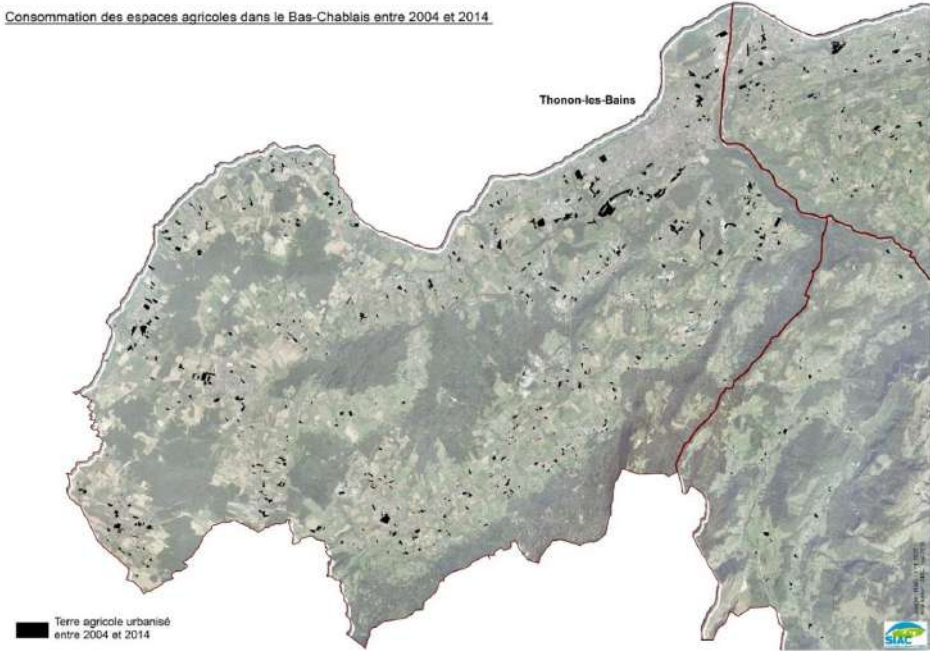 Consommation des espaces agricoles dans le Bas-Chablais entre 2004 et 2014
Thonon-les-Bains
Terre agricole urbanisé
entre 2004 et 2014
SIAC